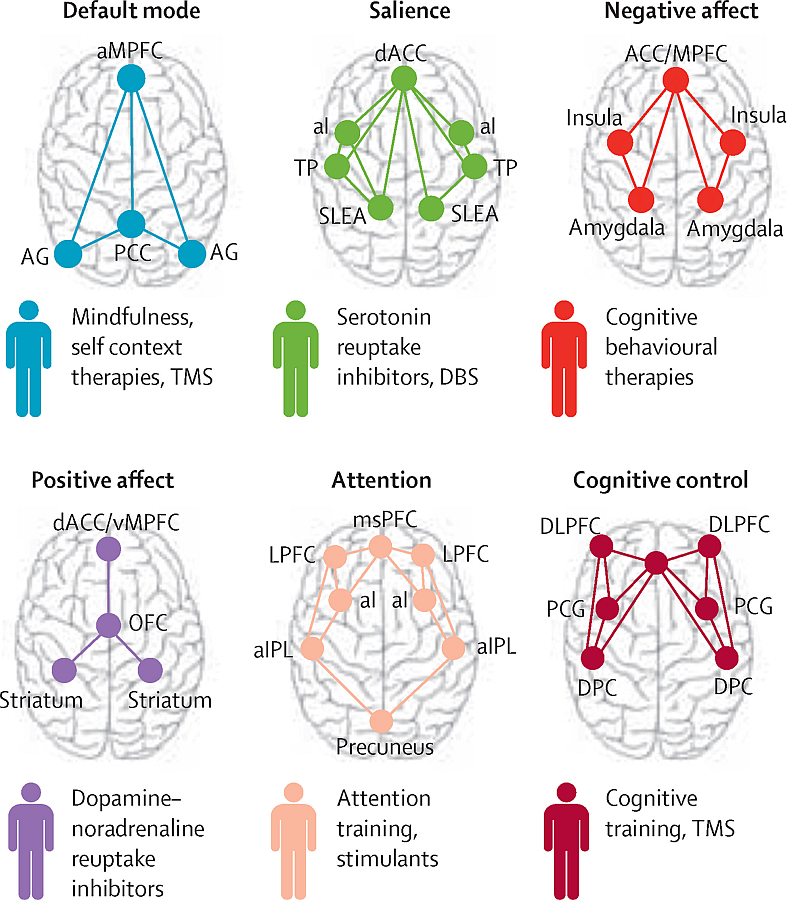 Default mode
aMPFC
AG
PCC
AG
Mindfulness,
self context
therapies, TMS
Salience
dACC
aI
aI
TP
TP
SLEA
SLEA
Serotonin
reuptake
inhibitors, DBS
Negative affect
ACC/MPFC
Insula
Insula
Amygdala
Amygdala
Cognitive
behavioural
therapies
Positive affect
dACC/vMPFC
OFC
Striatum
Striatum
Dopamine–
noradrenaline
reuptake
inhibitors
Attention
msPFC
LPFC
LPFC
aI
aI
aIPL
aIPL
Precuneus
Attention
training,
stimulants
Cognitive control
DLPFC
DLPFC
PCG
PCG
DPC
DPC
Cognitive
training, TMS